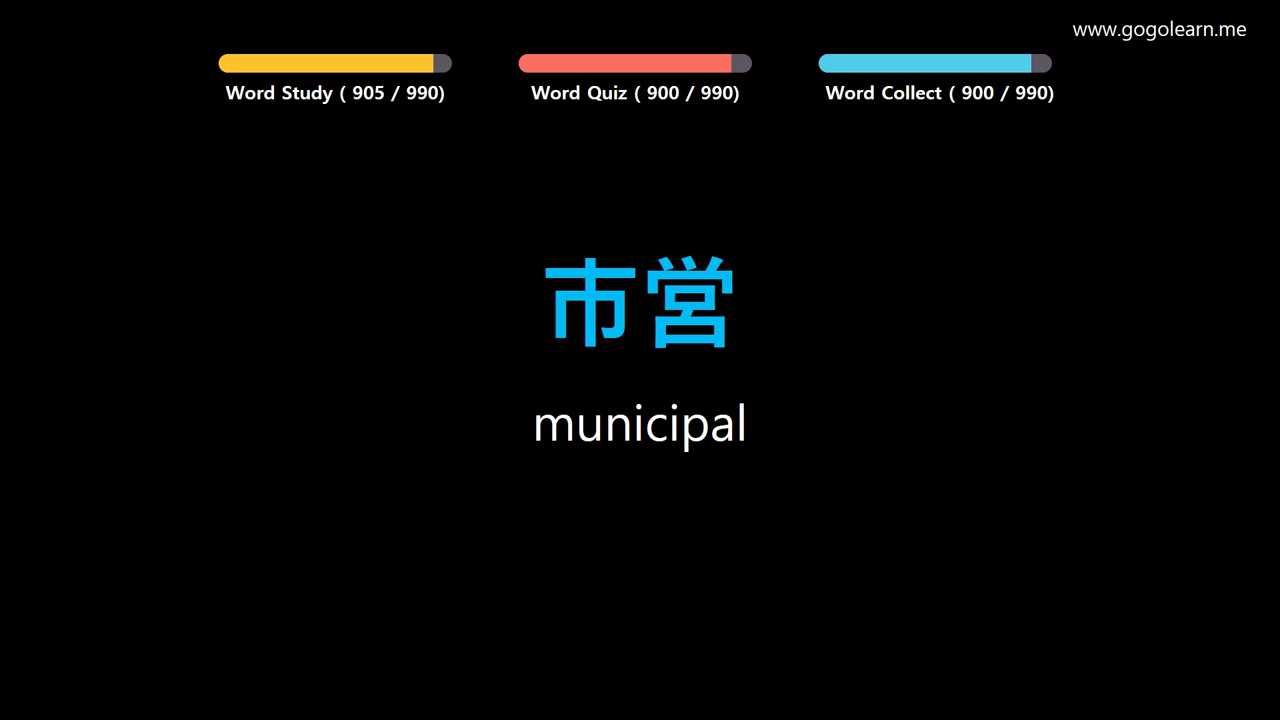 www.gogolearn.me
Word Study ( 905 / 990)
Word Quiz ( 900 / 990)
Word Collect ( 900 / 990)
市営
municipal